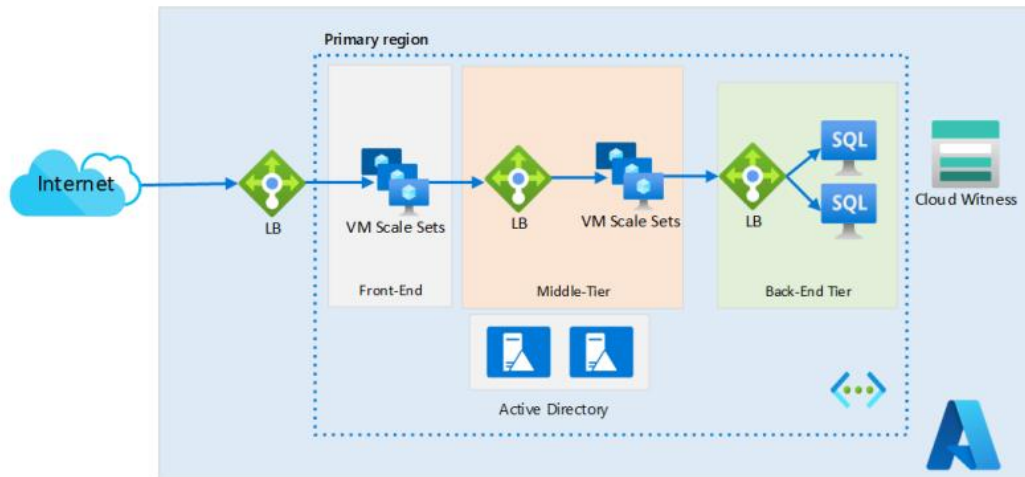 Primary region
Internet
LB
VM Scale Sets
Front-End
LB
VM Scale Sets
Middle-Tier
LB
SQL
SQL
Back-End Tier
Cloud Witness
Active Directory